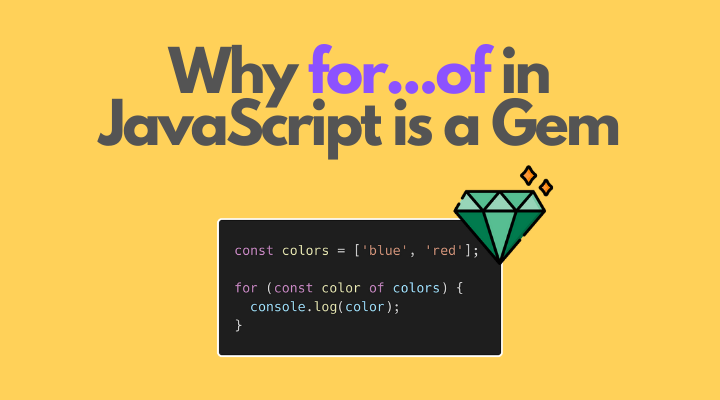 Why for...of in
JavaScript is a Gem
const colors = ['blue', 'red'];
for (const color of colors) {
  console.log(color);
}